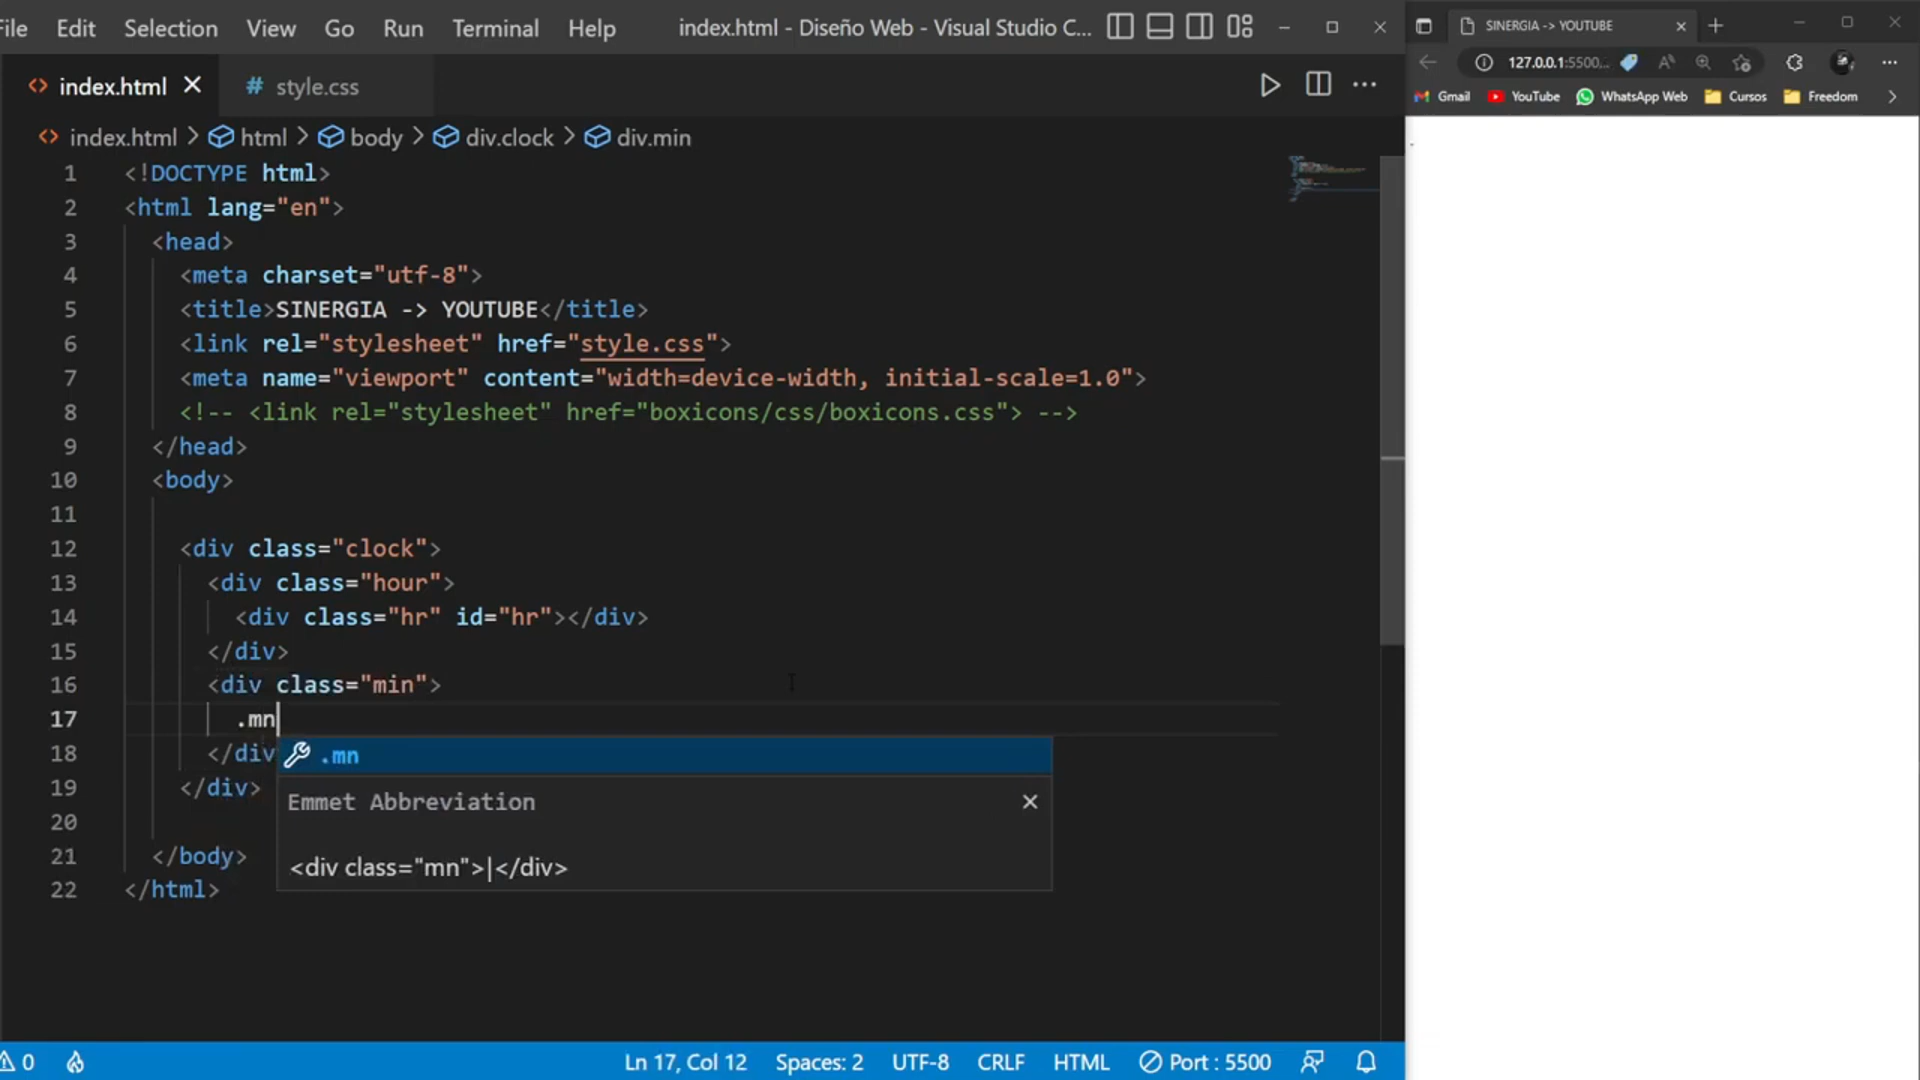 File Edit Selection View Go Run Terminal Help index.html - Diseño Web - Visual Studio C...
index.html
# style.css
index.html > html > body > div.clock > div.min
1 <!DOCTYPE html>
2 <html lang="en">
3 <head>
4 <meta charset="utf-8">
5 <title>SINERGIA -> YOUTUBE</title>
6 <link rel="stylesheet" href="style.css">
7 <meta name="viewport" content="width=device-width, initial-scale=1.0">
8 <!-- <link rel="stylesheet" href="boxicons/css/boxicons.css"> -->
9 </head>
10 <body>
11
12 <div class="clock">
13 <div class="hour">
14 <div class="hr" id="hr"></div>
15 </div>
16 <div class="min">
17 .mn
18 </div
19 </div>
20
21 </body>
22 </html>
.mn
Emmet Abbreviation
<div class="mn">|</div>
0
Ln 17, Col 12 Spaces: 2 UTF-8 CRLF HTML Port : 5500
SINERGIA -> YOUTUBE
127.0.0.1:5500...
Gmail YouTube WhatsApp Web Cursos Freedom